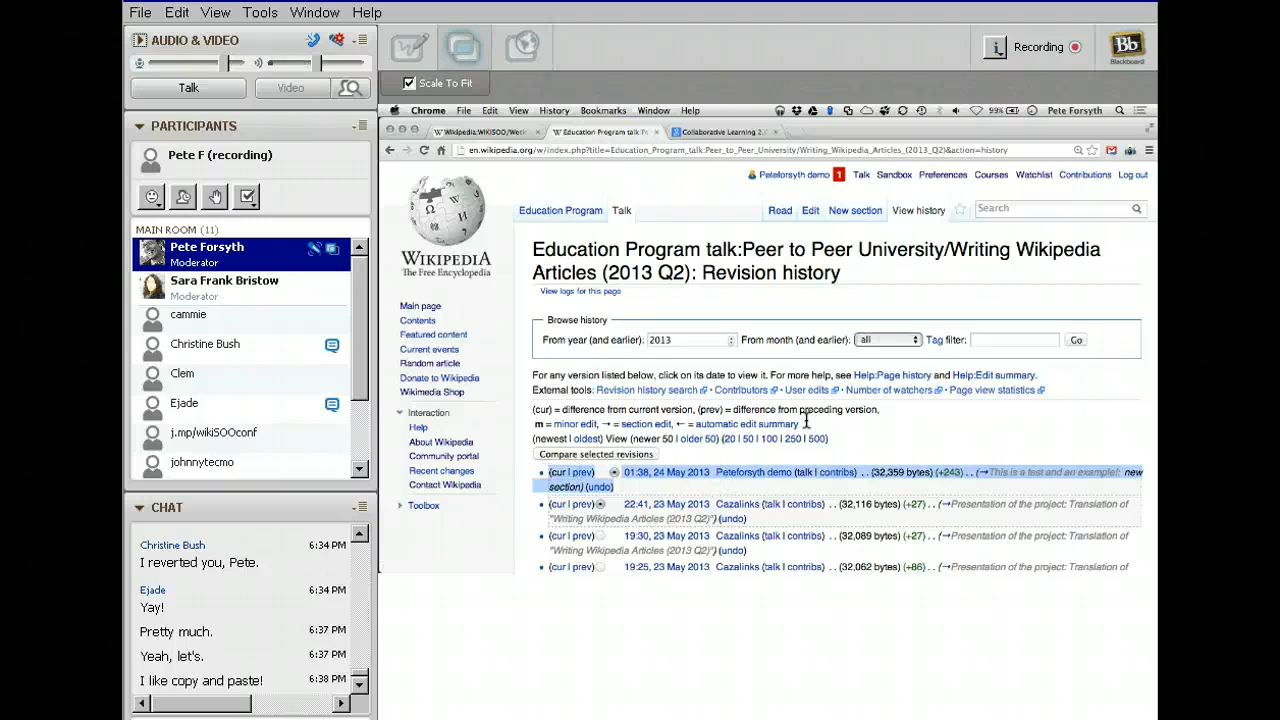 File Edit View Tools Window Help
AUDIO & VIDEO
Talk Video
PARTICIPANTS
Pete F (recording)
MAIN ROOM (11)
Pete Forsyth
Moderator
Sara Frank Bristow
Moderator
cammie
Christine Bush
Clem
Ejade
j.mp/wikiSOOconf
johnnytecmo
CHAT
Christine Bush 6:34 PM
I reverted you, Pete.
Ejade 6:34 PM
Yay!
Pretty much. 6:37 PM
Yeah, let's. 6:37 PM
I like copy and paste! 6:38 PM
Recording
Bb
Blackboard
Scale To Fit
Chrome File Edit View History Bookmarks Window Help 99% Pete Forsyth
Wikipedia:WIKISOO/Wee Education Program talk:Pe Collaborative Learning 2.
en.wikipedia.org/w/index.php?title=Education_Program_talk:Peer_to_Peer_University/Writing_Wikipedia_Articles_(2013_Q2)&action=history
Peteforsyth demo 1 Talk Sandbox Preferences Courses Watchlist Contributions Log out
Education Program Talk Read Edit New section View history Search
WIKIPEDIA
The Free Encyclopedia
Main page
Contents
Featured content
Current events
Random article
Donate to Wikipedia
Wikimedia Shop
Interaction
Help
About Wikipedia
Community portal
Recent changes
Contact Wikipedia
Toolbox
Education Program talk:Peer to Peer University/Writing Wikipedia
Articles (2013 Q2): Revision history
View logs for this page
Browse history
From year (and earlier): 2013 From month (and earlier): all Tag filter: Go
For any version listed below, click on its date to view it. For more help, see Help:Page history and Help:Edit summary.
External tools: Revision history search · Contributors · User edits · Number of watchers · Page view statistics
(cur) = difference from current version, (prev) = difference from preceding version,
m = minor edit, → = section edit, ← = automatic edit summary
(newest | oldest) View (newer 50 | older 50) (20 | 50 | 100 | 250 | 500)
Compare selected revisions
(cur | prev) 01:38, 24 May 2013 Peteforsyth demo (talk | contribs) . . (32,359 bytes) (+243) . . (→This is a test and an example!: new
section) (undo)
(cur | prev) 22:41, 23 May 2013 Cazalinks (talk | contribs) . . (32,116 bytes) (+27) . . (→Presentation of the project: Translation of
"Writing Wikipedia Articles (2013 Q2)") (undo)
(cur | prev) 19:30, 23 May 2013 Cazalinks (talk | contribs) . . (32,089 bytes) (+27) . . (→Presentation of the project: Translation of
"Writing Wikipedia Articles (2013 Q2)") (undo)
(cur | prev) 19:25, 23 May 2013 Cazalinks (talk | contribs) . . (32,062 bytes) (+86) . . (→Presentation of the project: Translation of